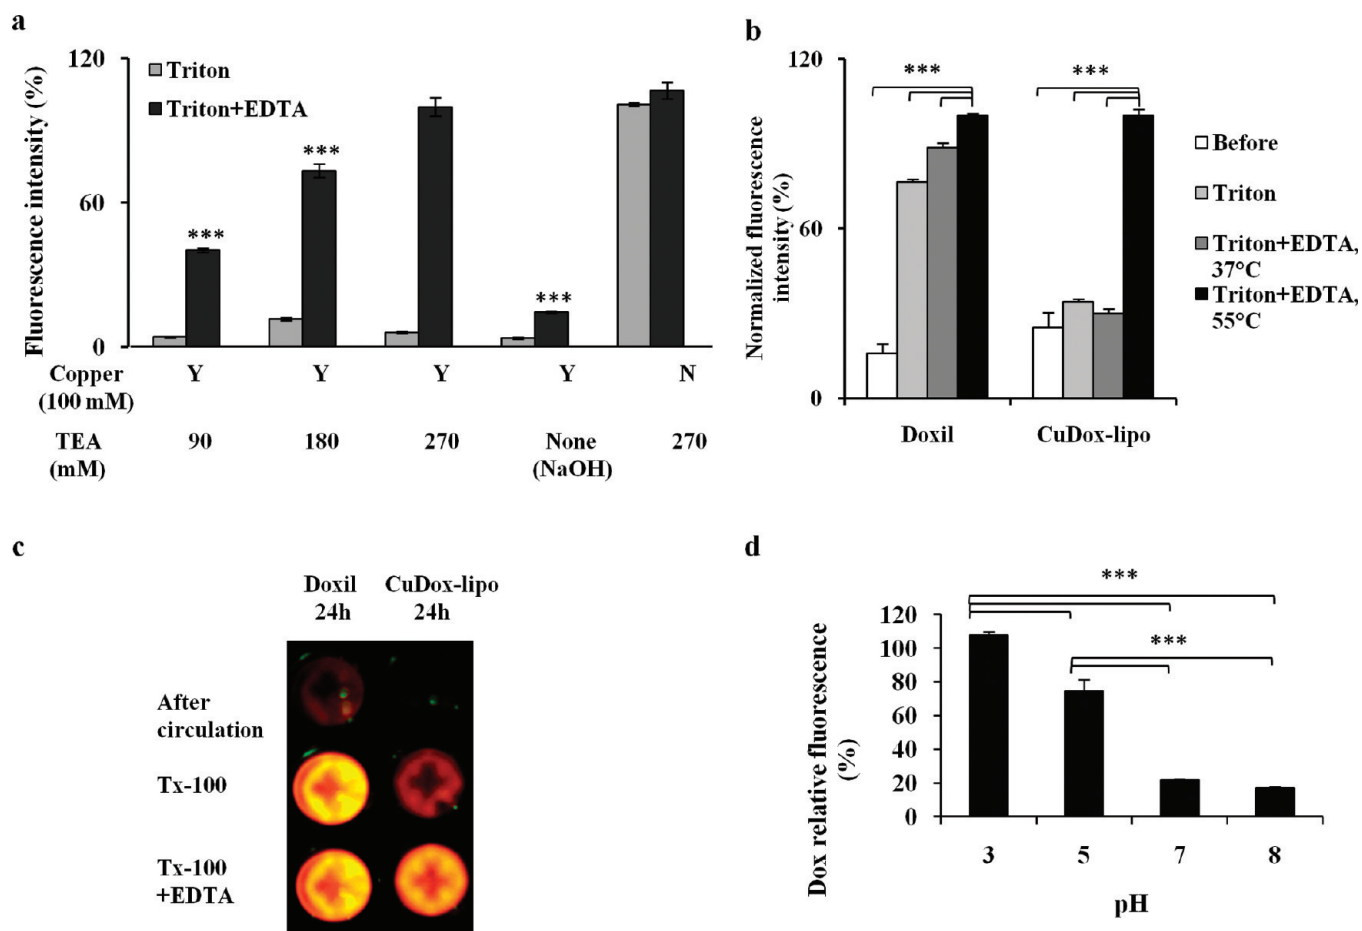 a
Fluorescence intensity (%)
120
60
0
Triton
Triton+EDTA
***
***
***
Copper
(100 mM)
Y
Y
Y
Y
N
TEA
(mM)
90
180
270
None
(NaOH)
270
b
Normalized fluorescence
intensity (%)
120
60
0
***
***
Doxil
CuDox-lipo
Before
Triton
Triton+EDTA,
37°C
Triton+EDTA,
55°C
c
Doxil
24h
CuDox-lipo
24h
After
circulation
Tx-100
Tx-100
+EDTA
d
Dox relative fluorescence
(%)
120
100
80
60
40
20
0
***
***
3
5
7
8
pH